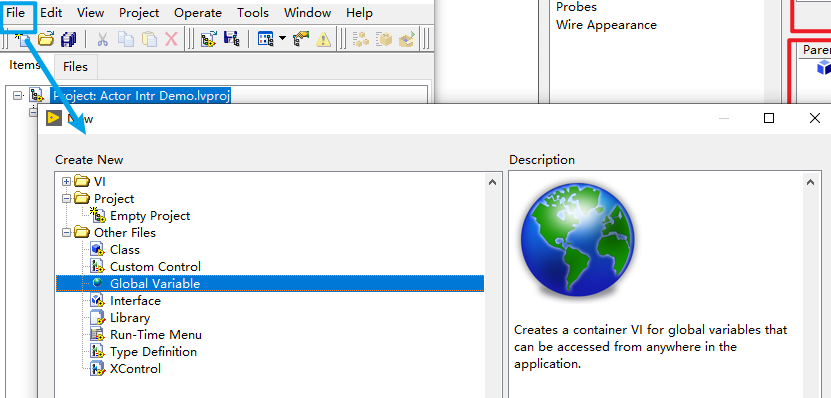 File Edit View Project Operate Tools Window Help
Items Files
Project: Actor Intr Demo.lvproj
Probes
Wire Appearance
New
Create New
VI
Project
Empty Project
Other Files
Class
Custom Control
Global Variable
Interface
Library
Run-Time Menu
Type Definition
XControl
Description
Creates a container VI for global variables that
can be accessed from anywhere in the
application.